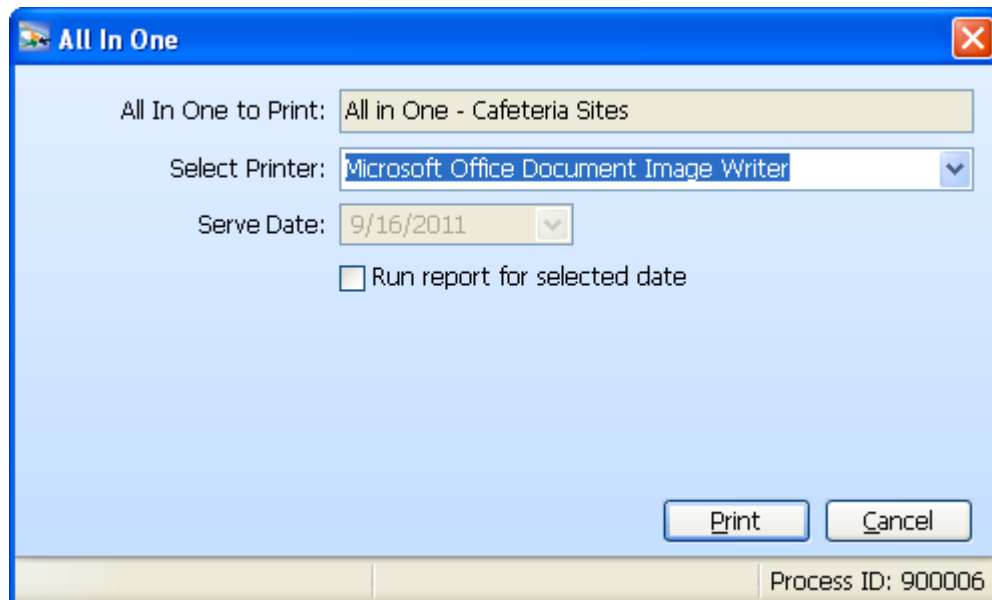 All In One
All In One to Print: All in One - Cafeteria Sites
Select Printer: Microsoft Office Document Image Writer
Serve Date: 9/16/2011
Run report for selected date
Print Cancel
Process ID: 900006